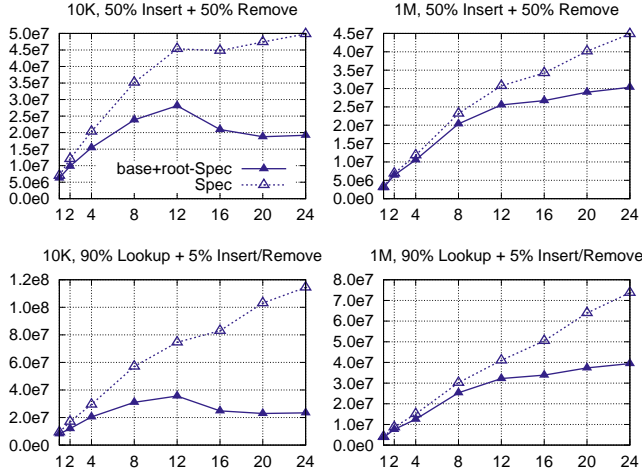 10K, 50% Insert + 50% Remove
5.0e7
4.5e7
4.0e7
3.5e7
3.0e7
2.5e7
2.0e7
1.5e7
1.0e7
5.0e6
0.0e0
base+root-Spec
Spec
1 2 4 8 12 16 20 24
1M, 50% Insert + 50% Remove
4.5e7
4.0e7
3.5e7
3.0e7
2.5e7
2.0e7
1.5e7
1.0e7
5.0e6
0.0e0
1 2 4 8 12 16 20 24
10K, 90% Lookup + 5% Insert/Remove
1.2e8
1.0e8
8.0e7
6.0e7
4.0e7
2.0e7
0.0e0
1 2 4 8 12 16 20 24
1M, 90% Lookup + 5% Insert/Remove
8.0e7
7.0e7
6.0e7
5.0e7
4.0e7
3.0e7
2.0e7
1.0e7
0.0e0
1 2 4 8 12 16 20 24